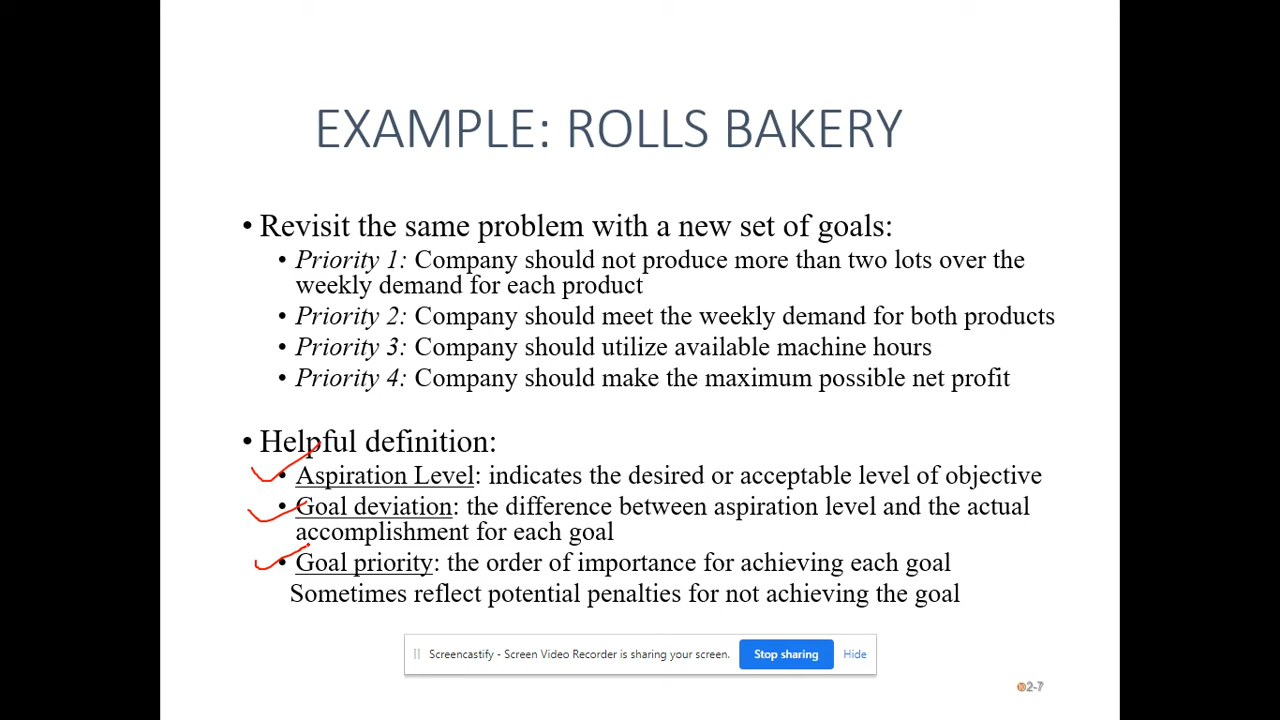 EXAMPLE: ROLLS BAKERY
• Revisit the same problem with a new set of goals:
• Priority 1: Company should not produce more than two lots over the
weekly demand for each product
• Priority 2: Company should meet the weekly demand for both products
• Priority 3: Company should utilize available machine hours
• Priority 4: Company should make the maximum possible net profit
• Helpful definition:
• Aspiration Level: indicates the desired or acceptable level of objective
• Goal deviation: the difference between aspiration level and the actual
accomplishment for each goal
• Goal priority: the order of importance for achieving each goal
Sometimes reflect potential penalties for not achieving the goal
Screencastify - Screen Video Recorder is sharing your screen. Stop sharing Hide
2-7